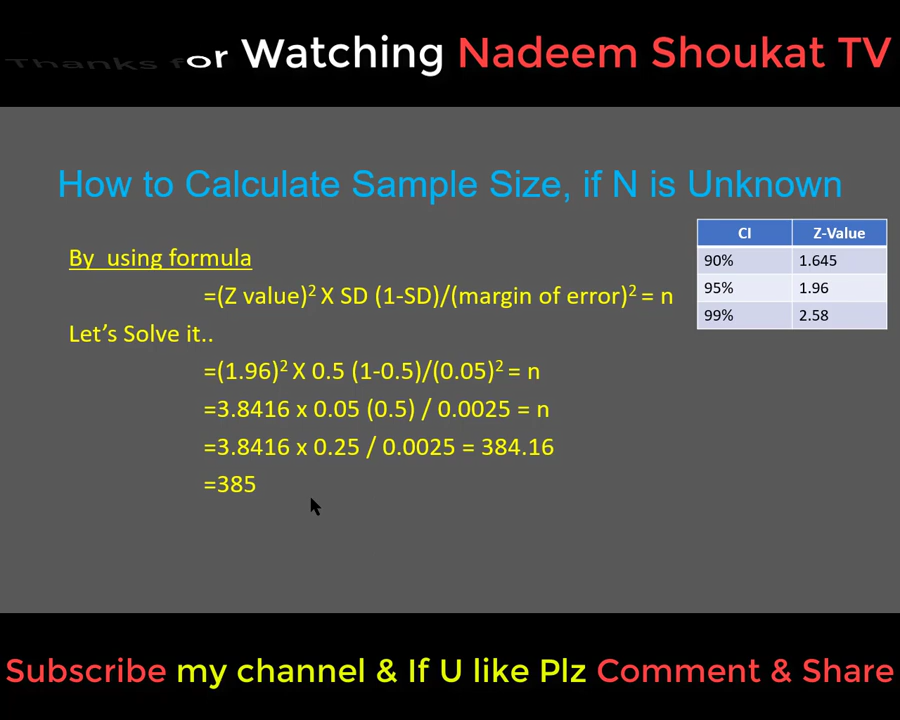 Thanks for Watching Nadeem Shoukat TV
How to Calculate Sample Size, if N is Unknown
CI Z-Value
90% 1.645
95% 1.96
99% 2.58
By using formula
=(Z value)² X SD (1-SD)/(margin of error)² = n
Let's Solve it..
=(1.96)² X 0.5 (1-0.5)/(0.05)² = n
=3.8416 x 0.05 (0.5) / 0.0025 = n
=3.8416 x 0.25 / 0.0025 = 384.16
=385
Subscribe my channel & If U like Plz Comment & Share